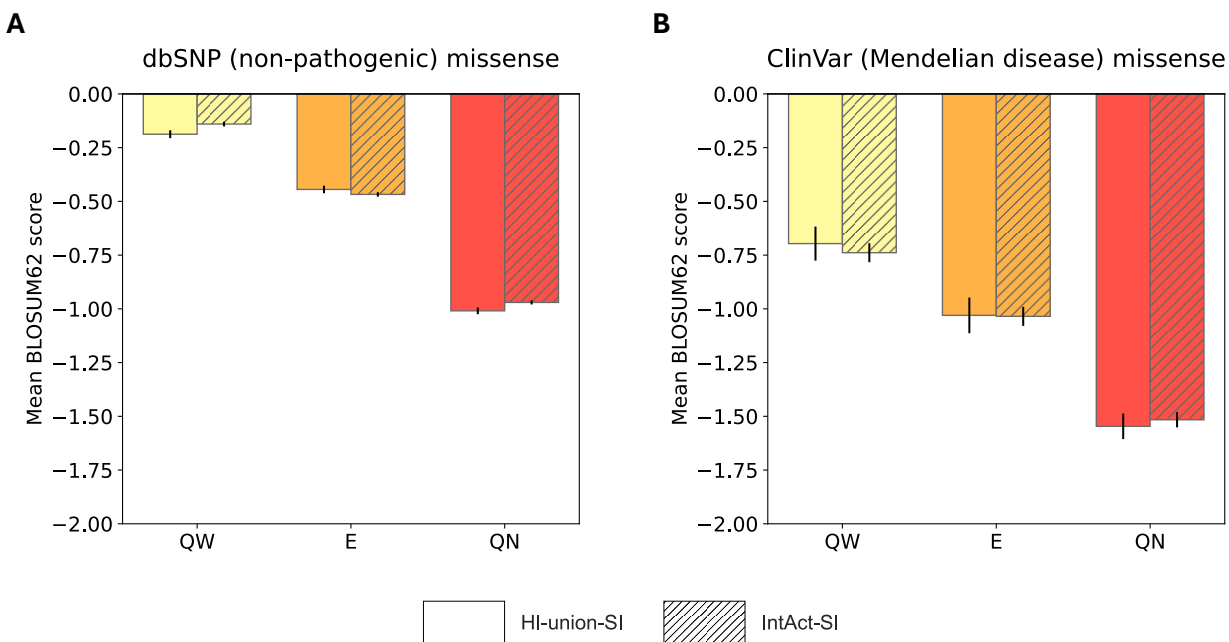 A
dbSNP (non-pathogenic) missense
Mean BLOSUM62 score
0.00
−0.25
−0.50
−0.75
−1.00
−1.25
−1.50
−1.75
−2.00
QW E QN
B
ClinVar (Mendelian disease) missense
Mean BLOSUM62 score
0.00
−0.25
−0.50
−0.75
−1.00
−1.25
−1.50
−1.75
−2.00
QW E QN
HI-union-SI IntAct-SI